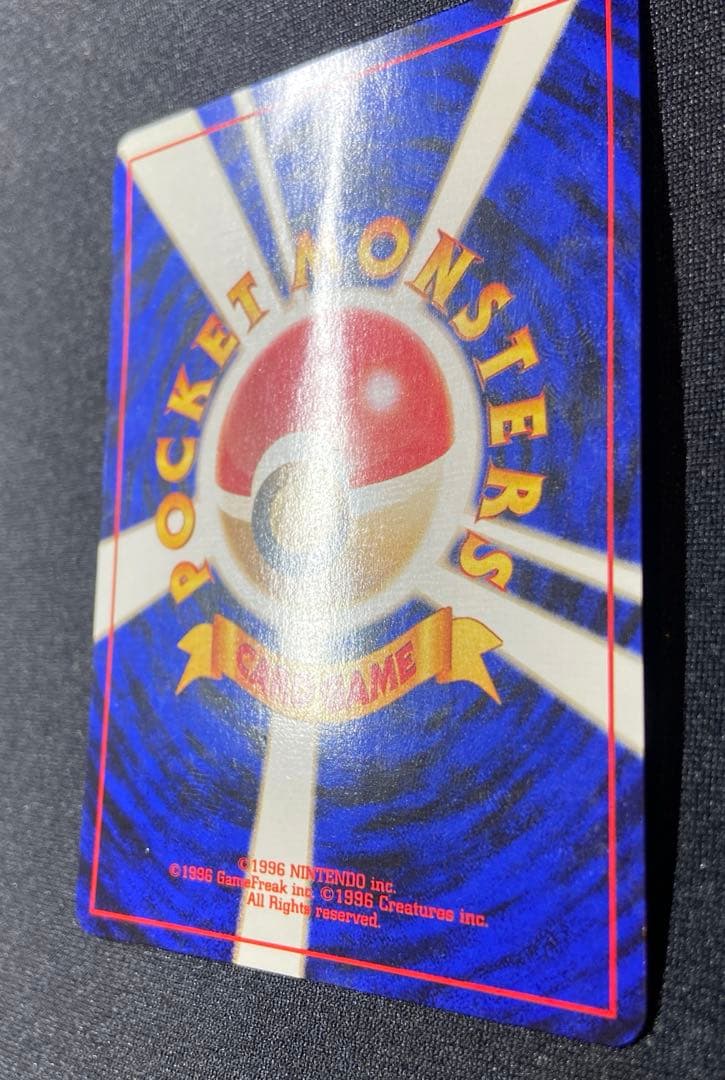 POCKET MONSTERS
CARD GAME
©1996 NINTENDO inc.
©1996 GameFreak inc. ©1996 Creatures inc.
All Rights reserved.